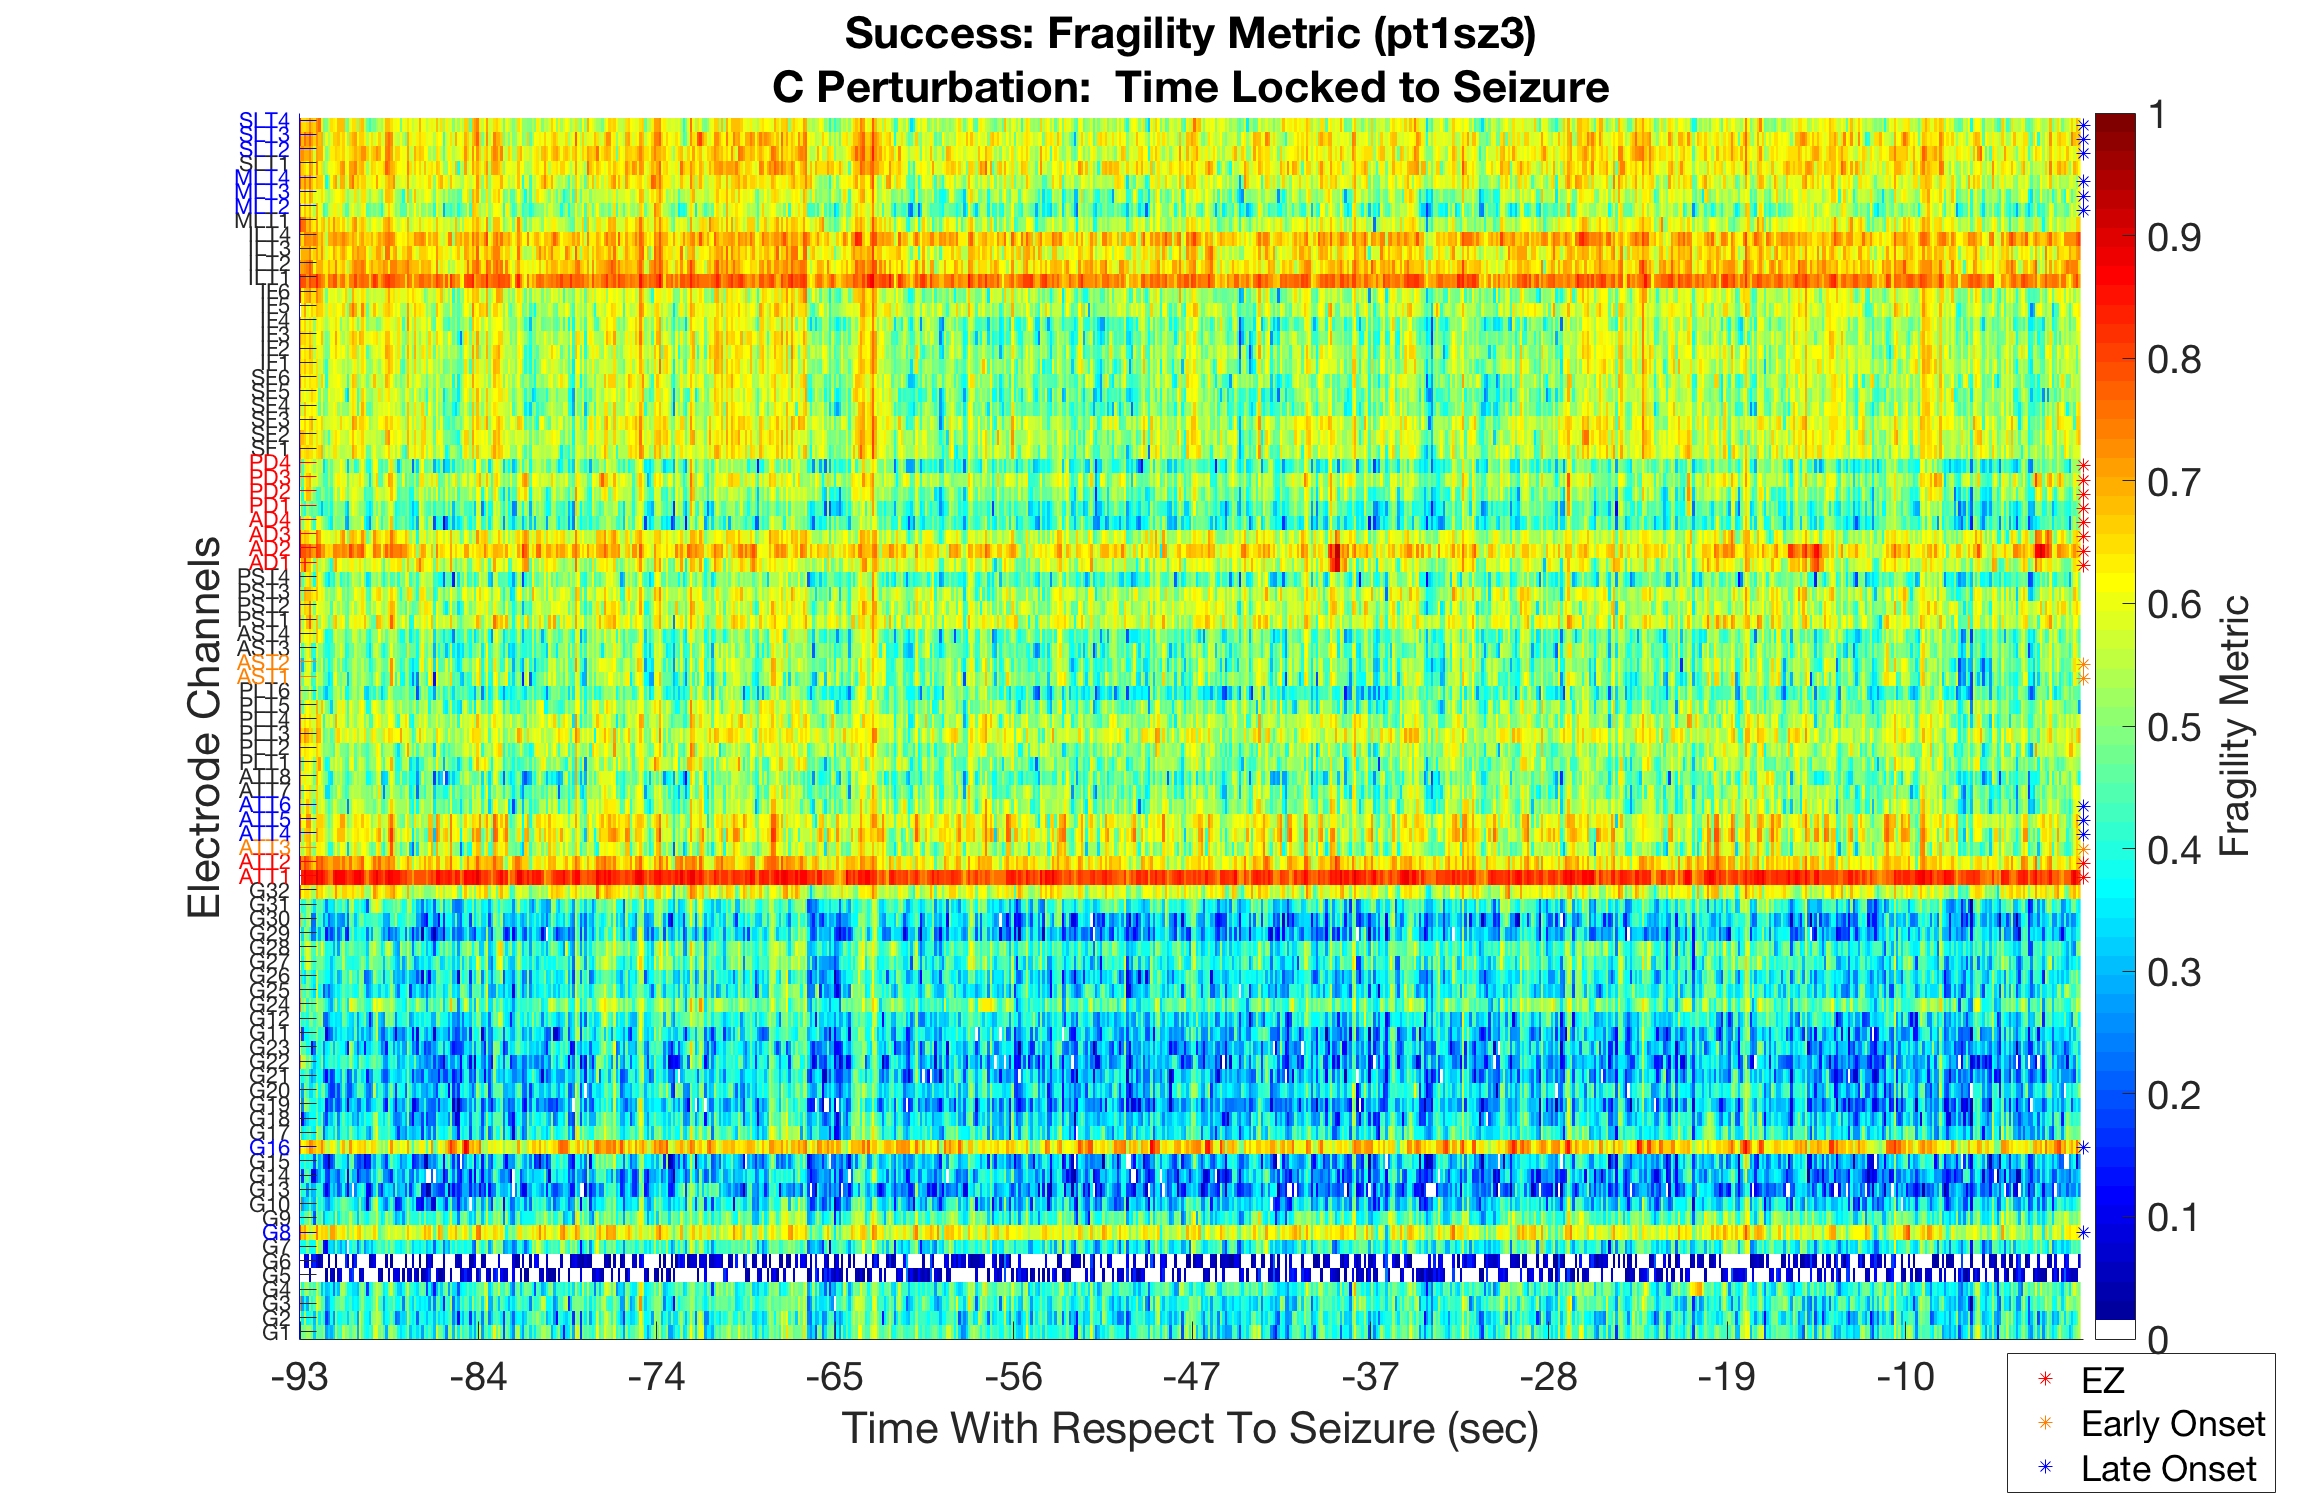 Success: Fragility Metric (pt1sz3)
C Perturbation: Time Locked to Seizure
Electrode Channels
SLT4
SLT3
SLT2
SLT1
MLT4
MLT3
MLT2
MLT1
ILT4
ILT3
ILT2
ILT1
IF6
IF5
IF4
IF3
IF2
IF1
SF6
SF5
SF4
SF3
SF2
SF1
PD4
PD3
PD2
PD1
AD4
AD3
AD2
AD1
PST4
PST3
PST2
PST1
AST4
AST3
AST2
AST1
PLT6
PLT5
PLT4
PLT3
PLT2
PLT1
ATT8
ATT7
ATT6
ATT5
ATT4
ATT3
ATT2
ATT1
G32
G31
G30
G29
G28
G27
G26
G25
G24
G12
G11
G23
G22
G21
G20
G19
G18
G17
G16
G15
G14
G13
G10
G9
G8
G7
G6
G5
G4
G3
G2
G1
-93
-84
-74
-65
-56
-47
-37
-28
-19
-10
Time With Respect To Seizure (sec)
1
0.9
0.8
0.7
0.6
0.5
0.4
0.3
0.2
0.1
0
Fragility Metric
EZ
Early Onset
Late Onset